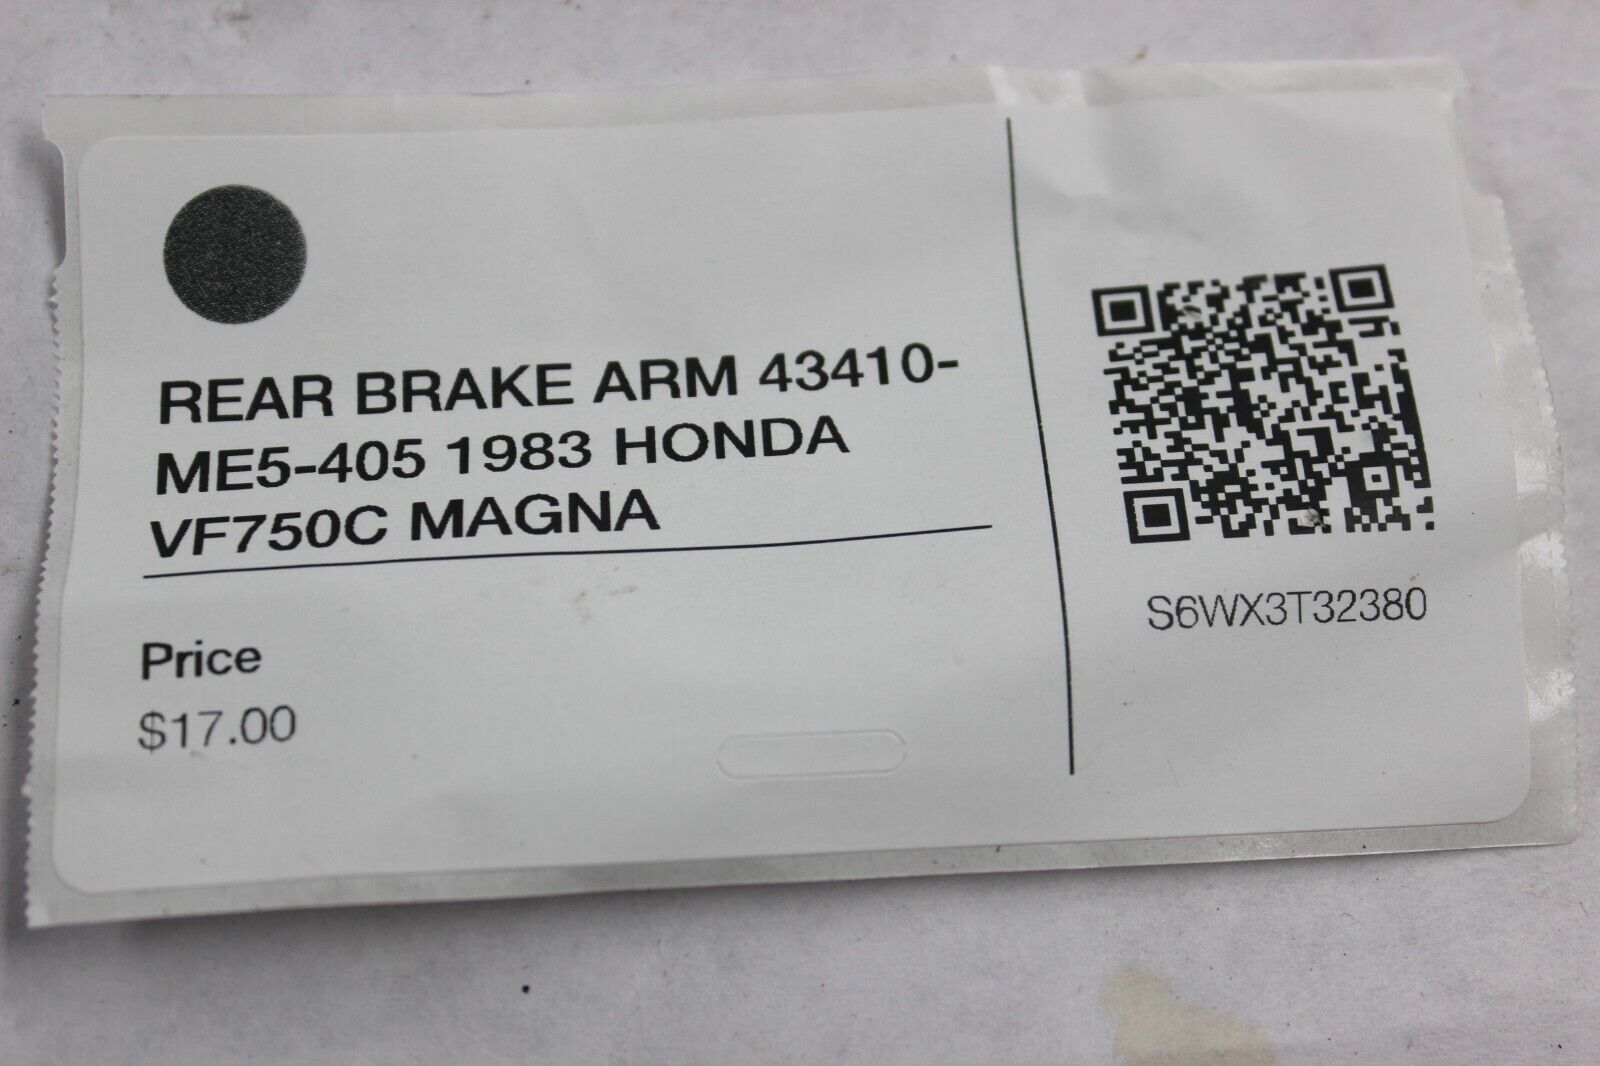 REAR BRAKE ARM 43410-
ME5-405 1983 HONDA
VF750C MAGNA
Price
$17.00
S6WX3T32380